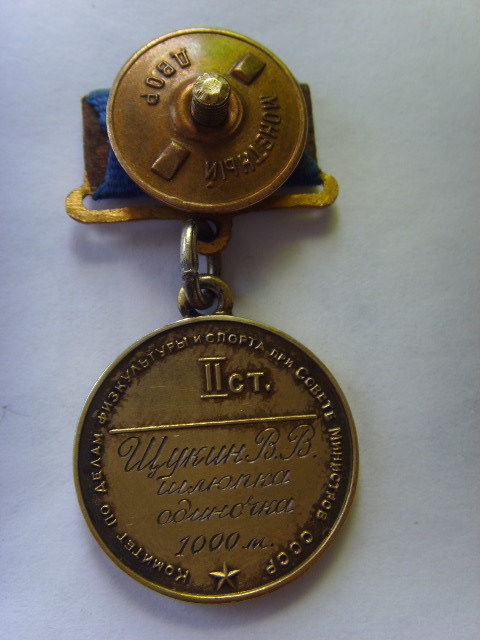 МОНЕТНЫЙ
ДВОР
КОМИТЕТ ПО ДЕЛАМ ФИЗКУЛЬТУРЫ И СПОРТА ПРИ СОВЕТЕ МИНИСТРОВ СССР
II СТ.
Щукин В.В.
шлюпка
одиночка
1000 м.